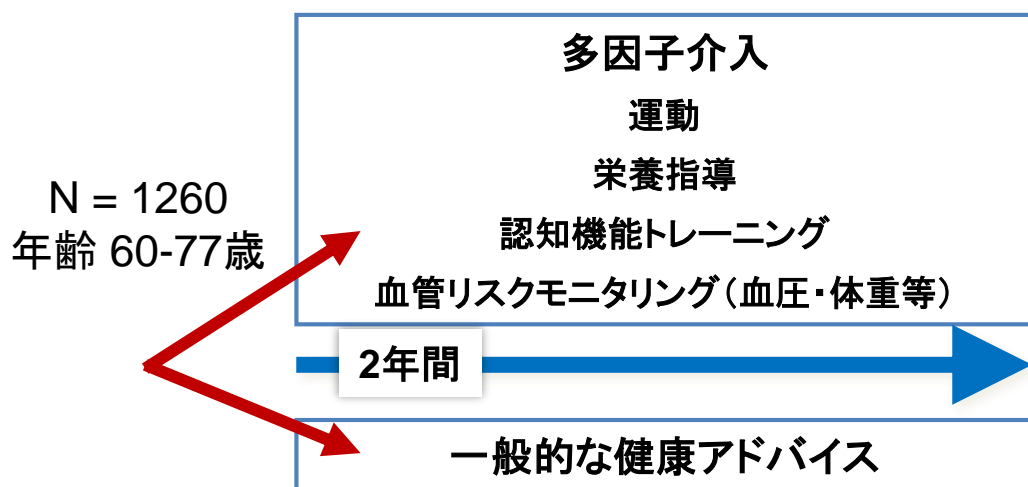 多因子介入
運動
栄養指導
認知機能トレーニング
血管リスクモニタリング（血圧・体重等）
N = 1260
年齢 60-77歳
2年間
一般的な健康アドバイス